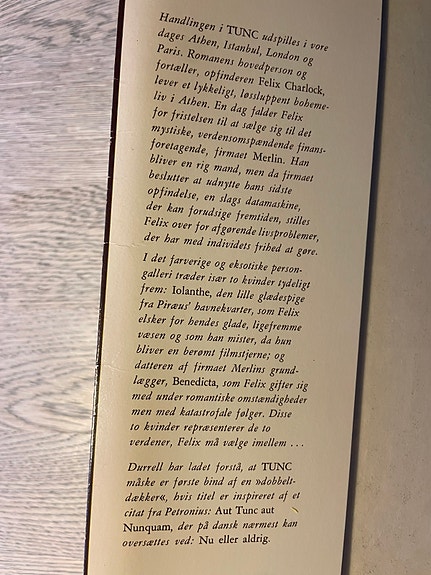 Handlingen i TUNC udspilles i vore
dages Athen, Istanbul, London og
Paris. Romanens hovedperson og
fortæller, opfinderen Felix Charlock,
lever et lykkeligt, løssluppent boheme-
liv i Athen. En dag falder Felix
for fristelsen til at sælge sig til det
mystiske, verdensomspændende finans-
foretagende, firmaet Merlin. Han
bliver en rig mand, men da firmaet
beslutter at udnytte hans sidste
opfindelse, en slags datamaskine,
der kan forudsige fremtiden, stilles
Felix over for afgørende livsproblemer,
der har med individets frihed at gøre.
I det farverige og eksotiske person-
galleri træder især to kvinder tydeligt
frem: Iolanthe, den lille glædespige
fra Piræus' havnekvarter, som Felix
elsker for hendes glade, ligefremme
væsen og som han mister, da hun
bliver en berømt filmstjerne; og
datteren af firmaet Merlins grund-
lægger, Benedicta, som Felix gifter sig
med under romantiske omstændigheder
men med katastrofale følger. Disse
to kvinder repræsenterer de to
verdener, Felix må vælge imellem ...
Durrell har ladet forstå, at TUNC
måske er første bind af en »dobbelt-
dækker«, hvis titel er inspireret af et
citat fra Petronius: Aut Tunc aut
Nunquam, der på dansk nærmest kan
oversættes ved: Nu eller aldrig.